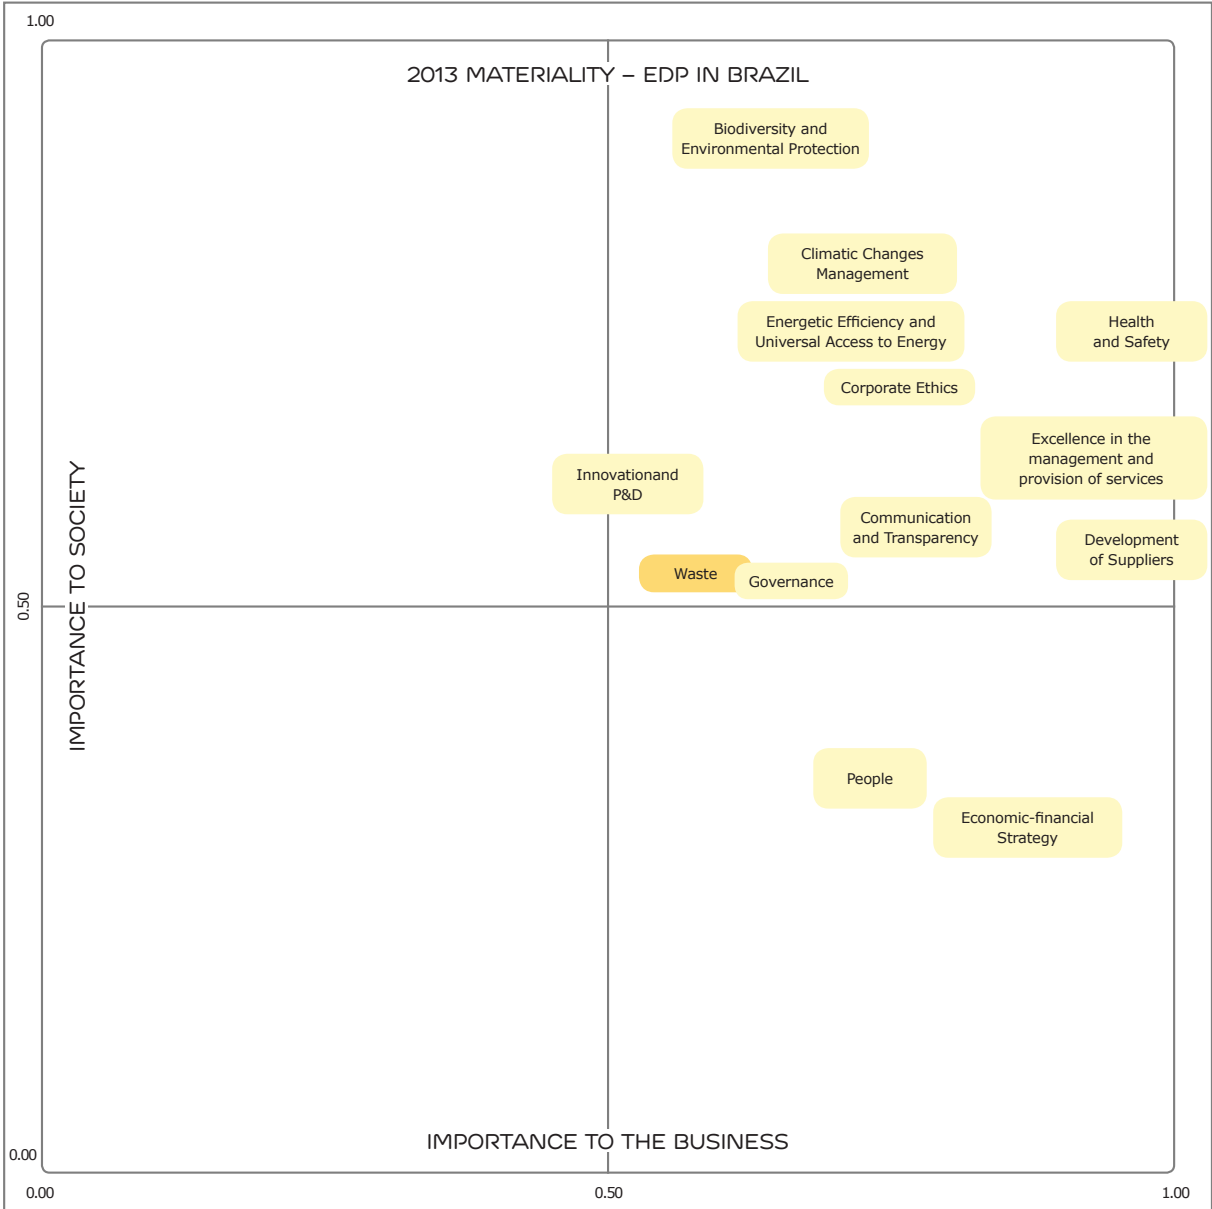 1.00
2013 MATERIALITY – EDP IN BRAZIL
Biodiversity and
Environmental Protection
Climatic Changes
Management
Energetic Efficiency and
Universal Access to Energy
Health
and Safety
Corporate Ethics
Excellence in the
management and
provision of services
Innovationand
P&D
Communication
and Transparency
Development
of Suppliers
Waste
Governance
0.50
IMPORTANCE TO SOCIETY
People
Economic-financial
Strategy
IMPORTANCE TO THE BUSINESS
0.00
0.00
0.50
1.00